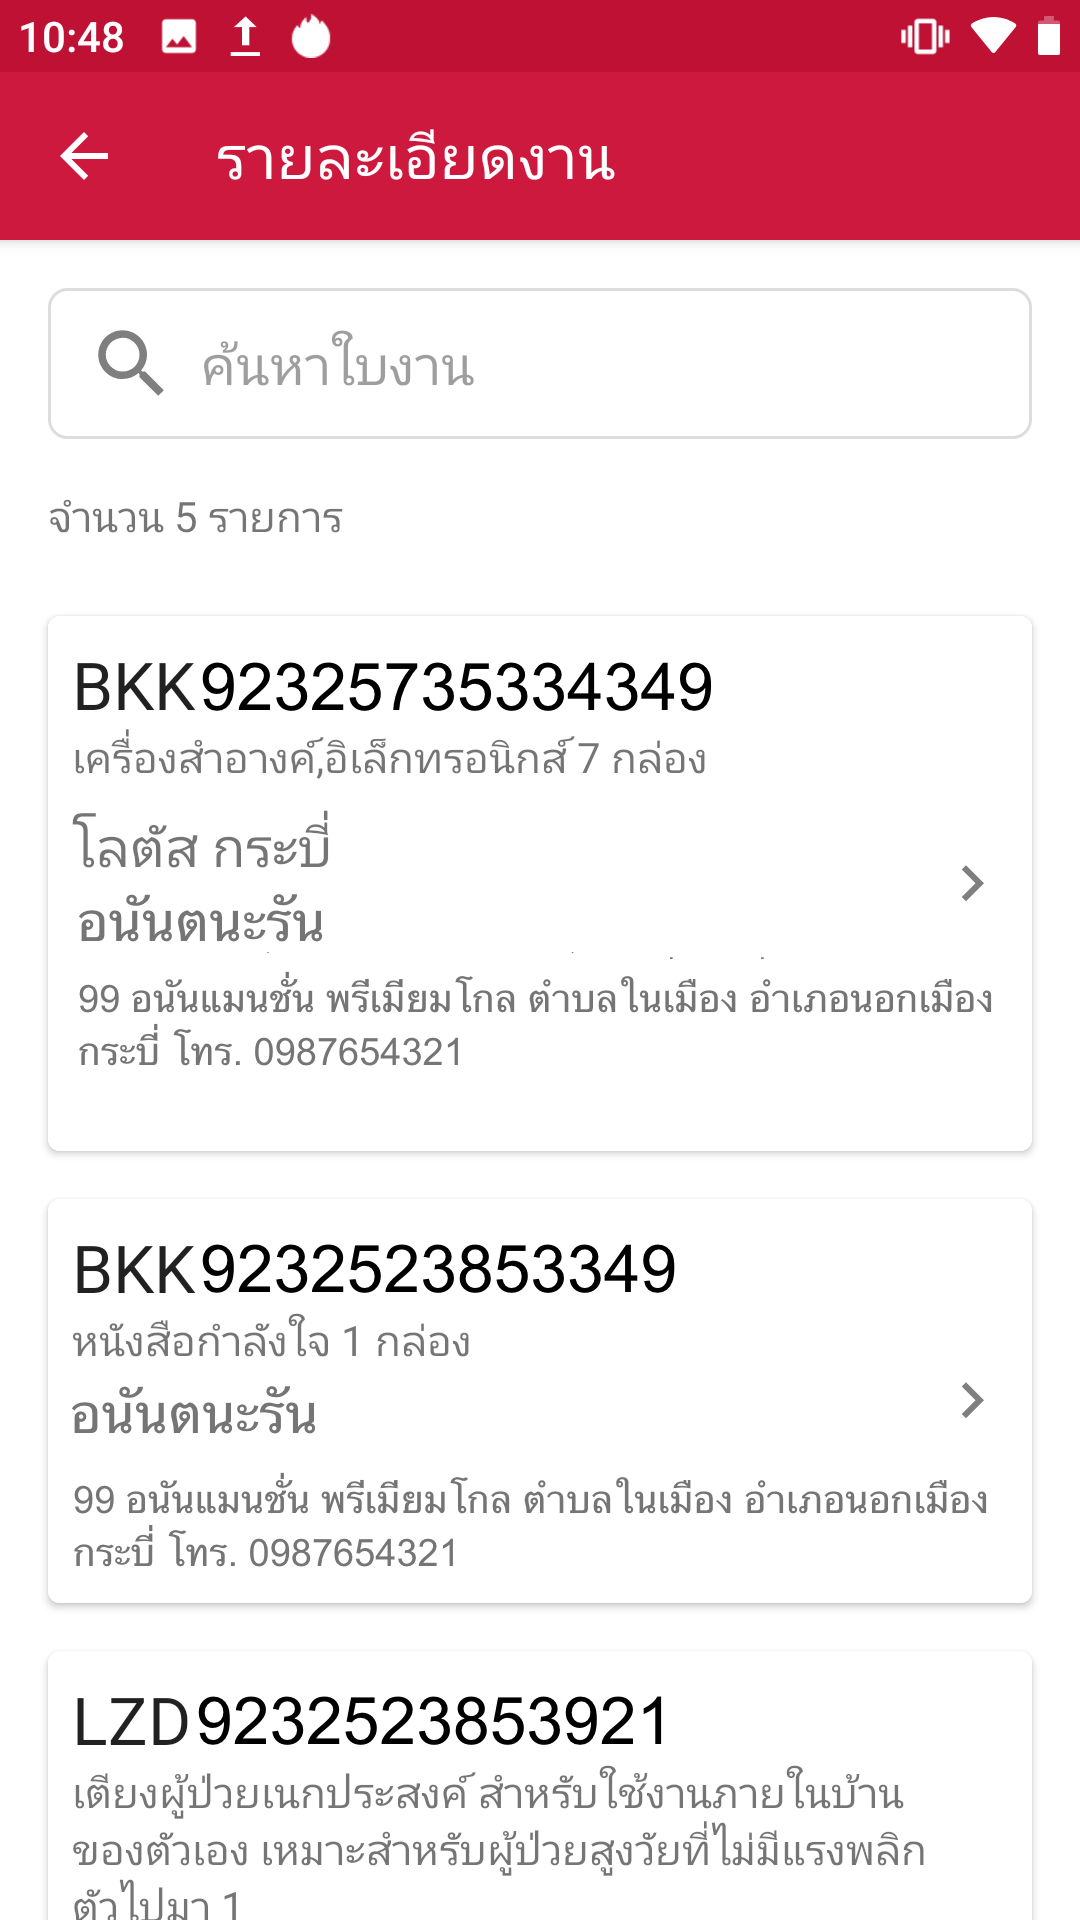 10:48
รายละเอียดงาน
ค้นหาใบงาน
จำนวน 5 รายการ
BKK92325735334349
เครื่องสำอางค์,อิเล็กทรอนิกส์ 7 กล่อง
โลตัส กระบี่
อนันตนะรัน
99 อนันแมนชั่น พรีเมียมโกล ตำบลในเมือง อำเภอนอกเมือง
กระบี่ โทร. 0987654321
BKK9232523853349
หนังสือกำลังใจ 1 กล่อง
อนันตนะรัน
99 อนันแมนชั่น พรีเมียมโกล ตำบลในเมือง อำเภอนอกเมือง
กระบี่ โทร. 0987654321
LZD9232523853921
เตียงผู้ป่วยเนกประสงค์ สำหรับใช้งานภายในบ้าน
ของตัวเอง เหมาะสำหรับผู้ป่วยสูงวัยที่ไม่มีแรงพลิก
ตัวไปมา 1